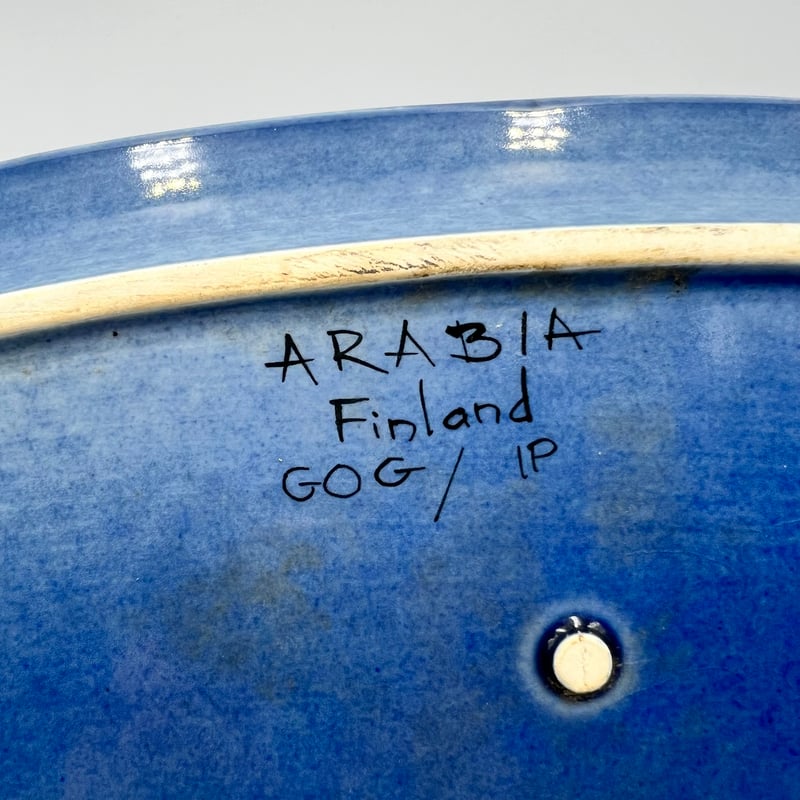 ARABIA
Finland
GOG / IP